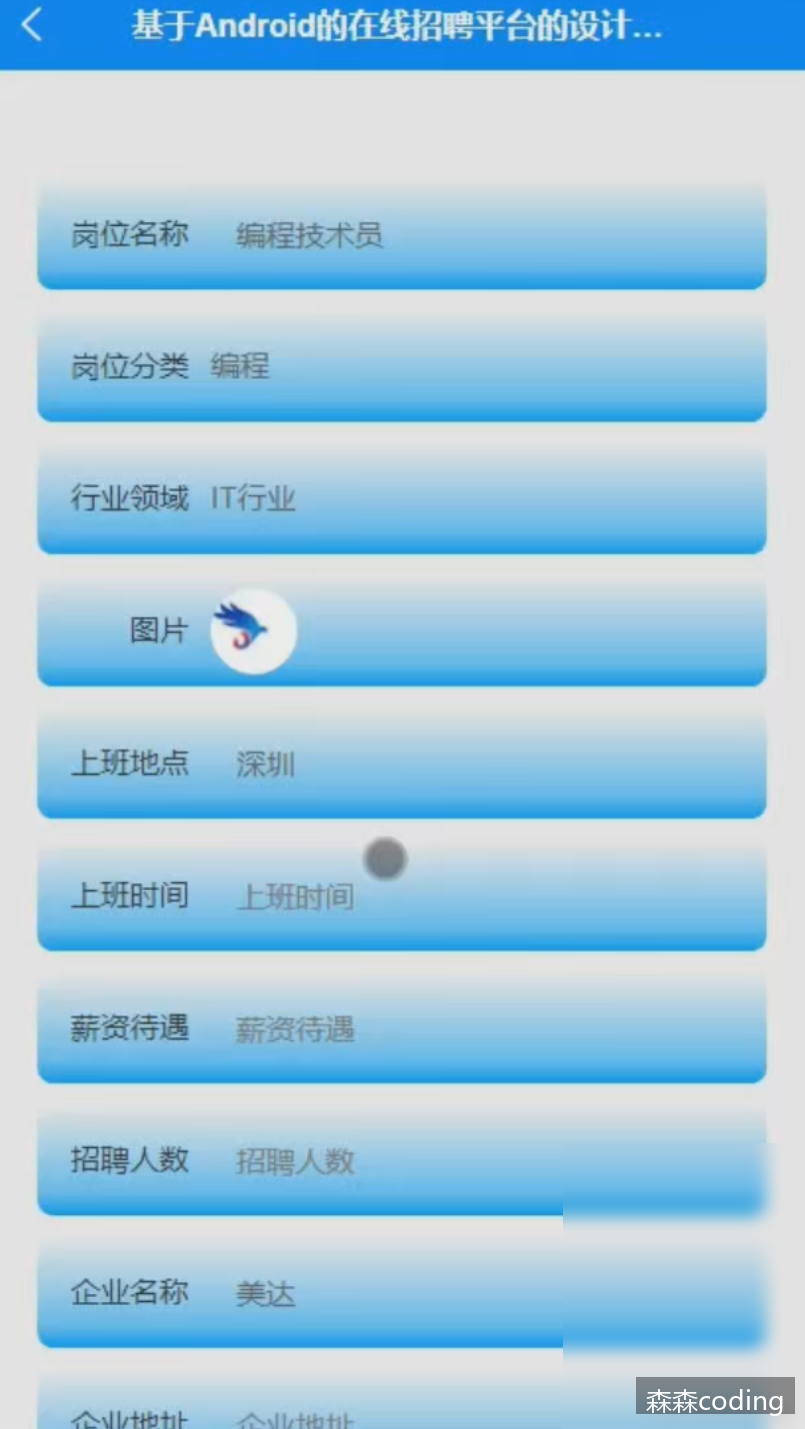 基于Android的在线招聘平台的设计...
岗位名称 编程技术员
岗位分类 编程
行业领域 IT行业
图片
上班地点 深圳
上班时间 上班时间
薪资待遇 薪资待遇
招聘人数 招聘人数
企业名称 美达
企业地址 企业地址
森森coding